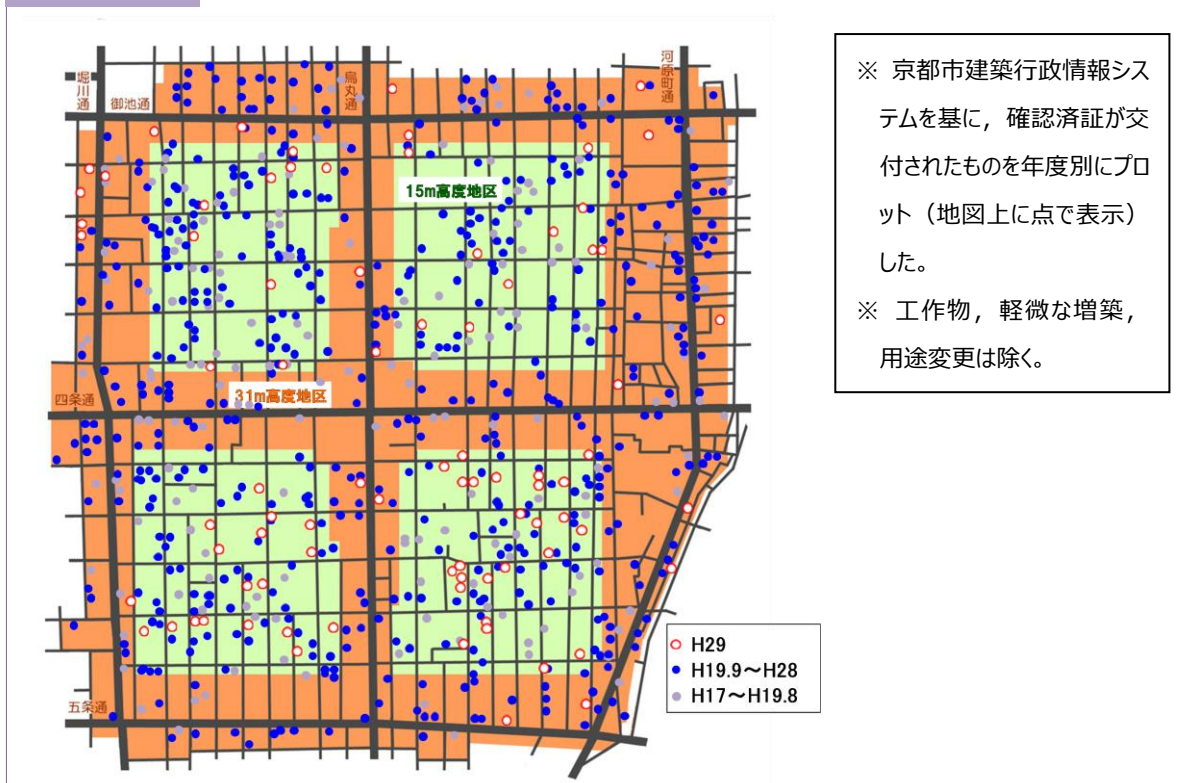 堀川通
御池通
烏丸通
河原町通
15m高度地区
四条通
31m高度地区
五条通
H29
H19.9～H28
H17～H19.8
※ 京都市建築行政情報シス
テムを基に，確認済証が交
付されたものを年度別にプロ
ット（地図上に点で表示）
した。
※ 工作物，軽微な増築，
用途変更は除く。